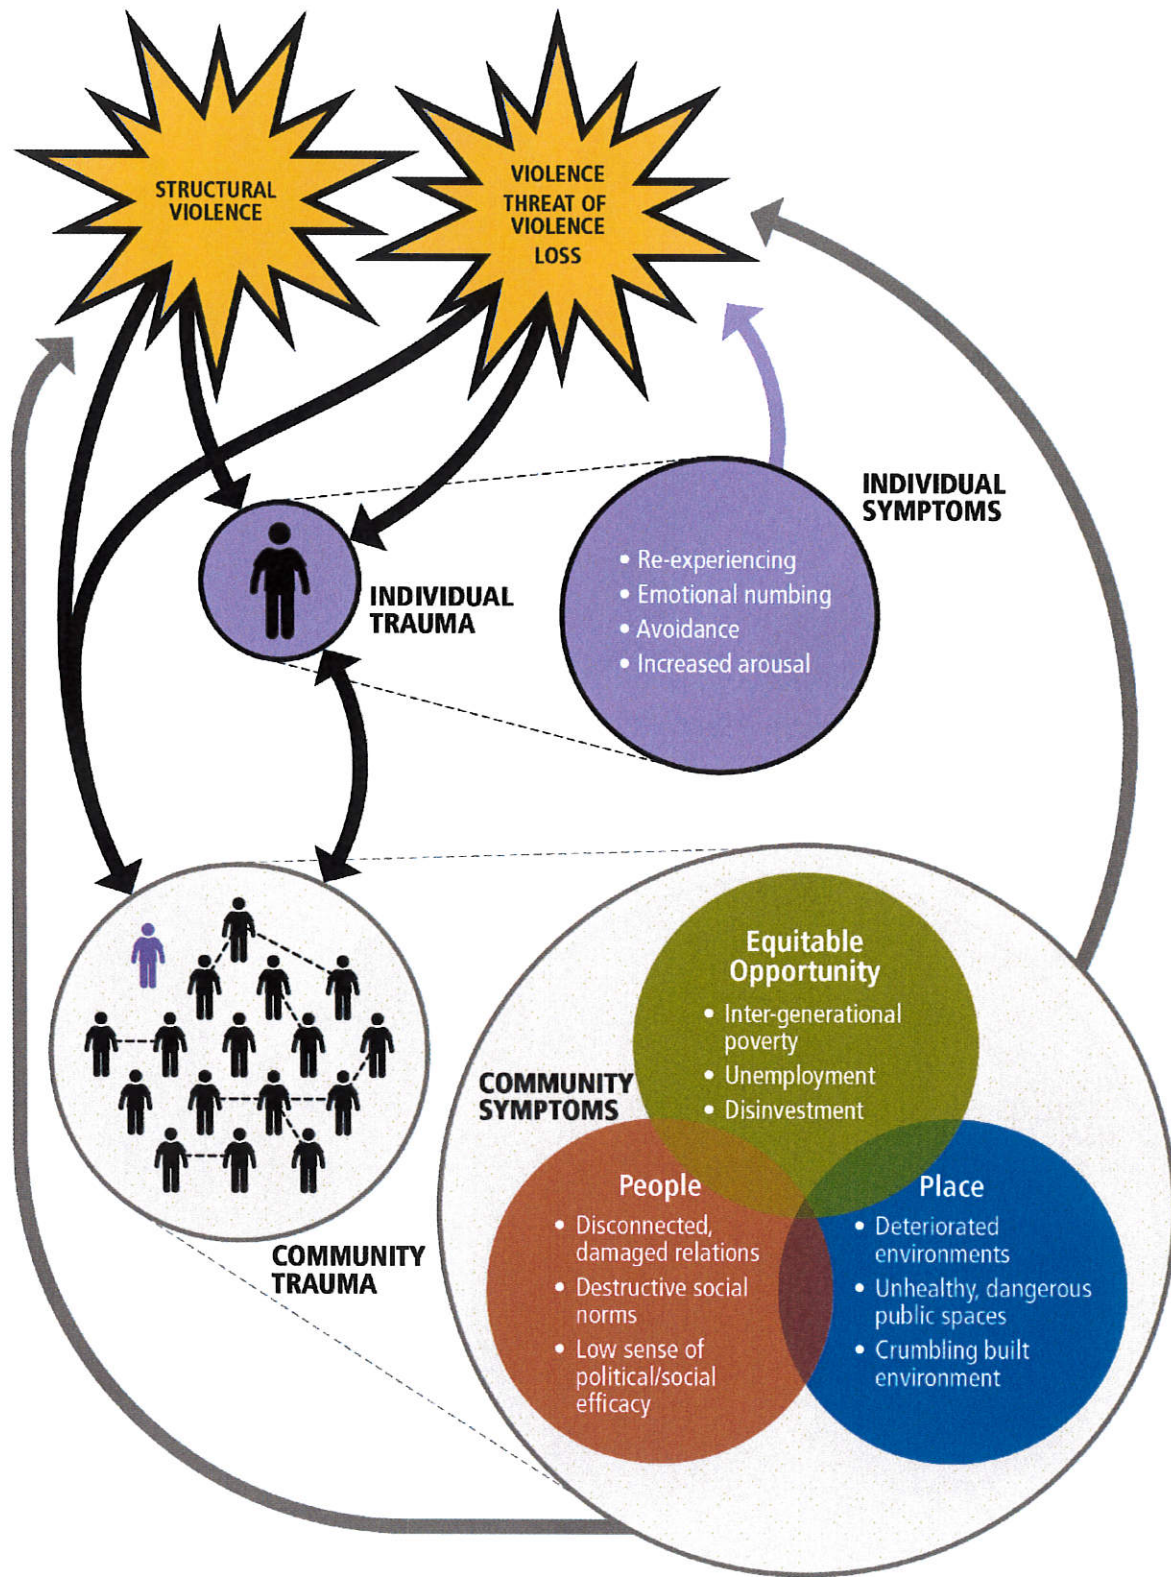 STRUCTURAL
VIOLENCE
VIOLENCE
THREAT OF
VIOLENCE
LOSS
INDIVIDUAL
SYMPTOMS
• Re-experiencing
• Emotional numbing
• Avoidance
• Increased arousal
INDIVIDUAL
TRAUMA
Equitable
Opportunity
• Inter-generational
poverty
• Unemployment
• Disinvestment
COMMUNITY
SYMPTOMS
People
• Disconnected,
damaged relations
• Destructive social
norms
• Low sense of
political/social
efficacy
Place
• Deteriorated
environments
• Unhealthy, dangerous
public spaces
• Crumbling built
environment
COMMUNITY
TRAUMA